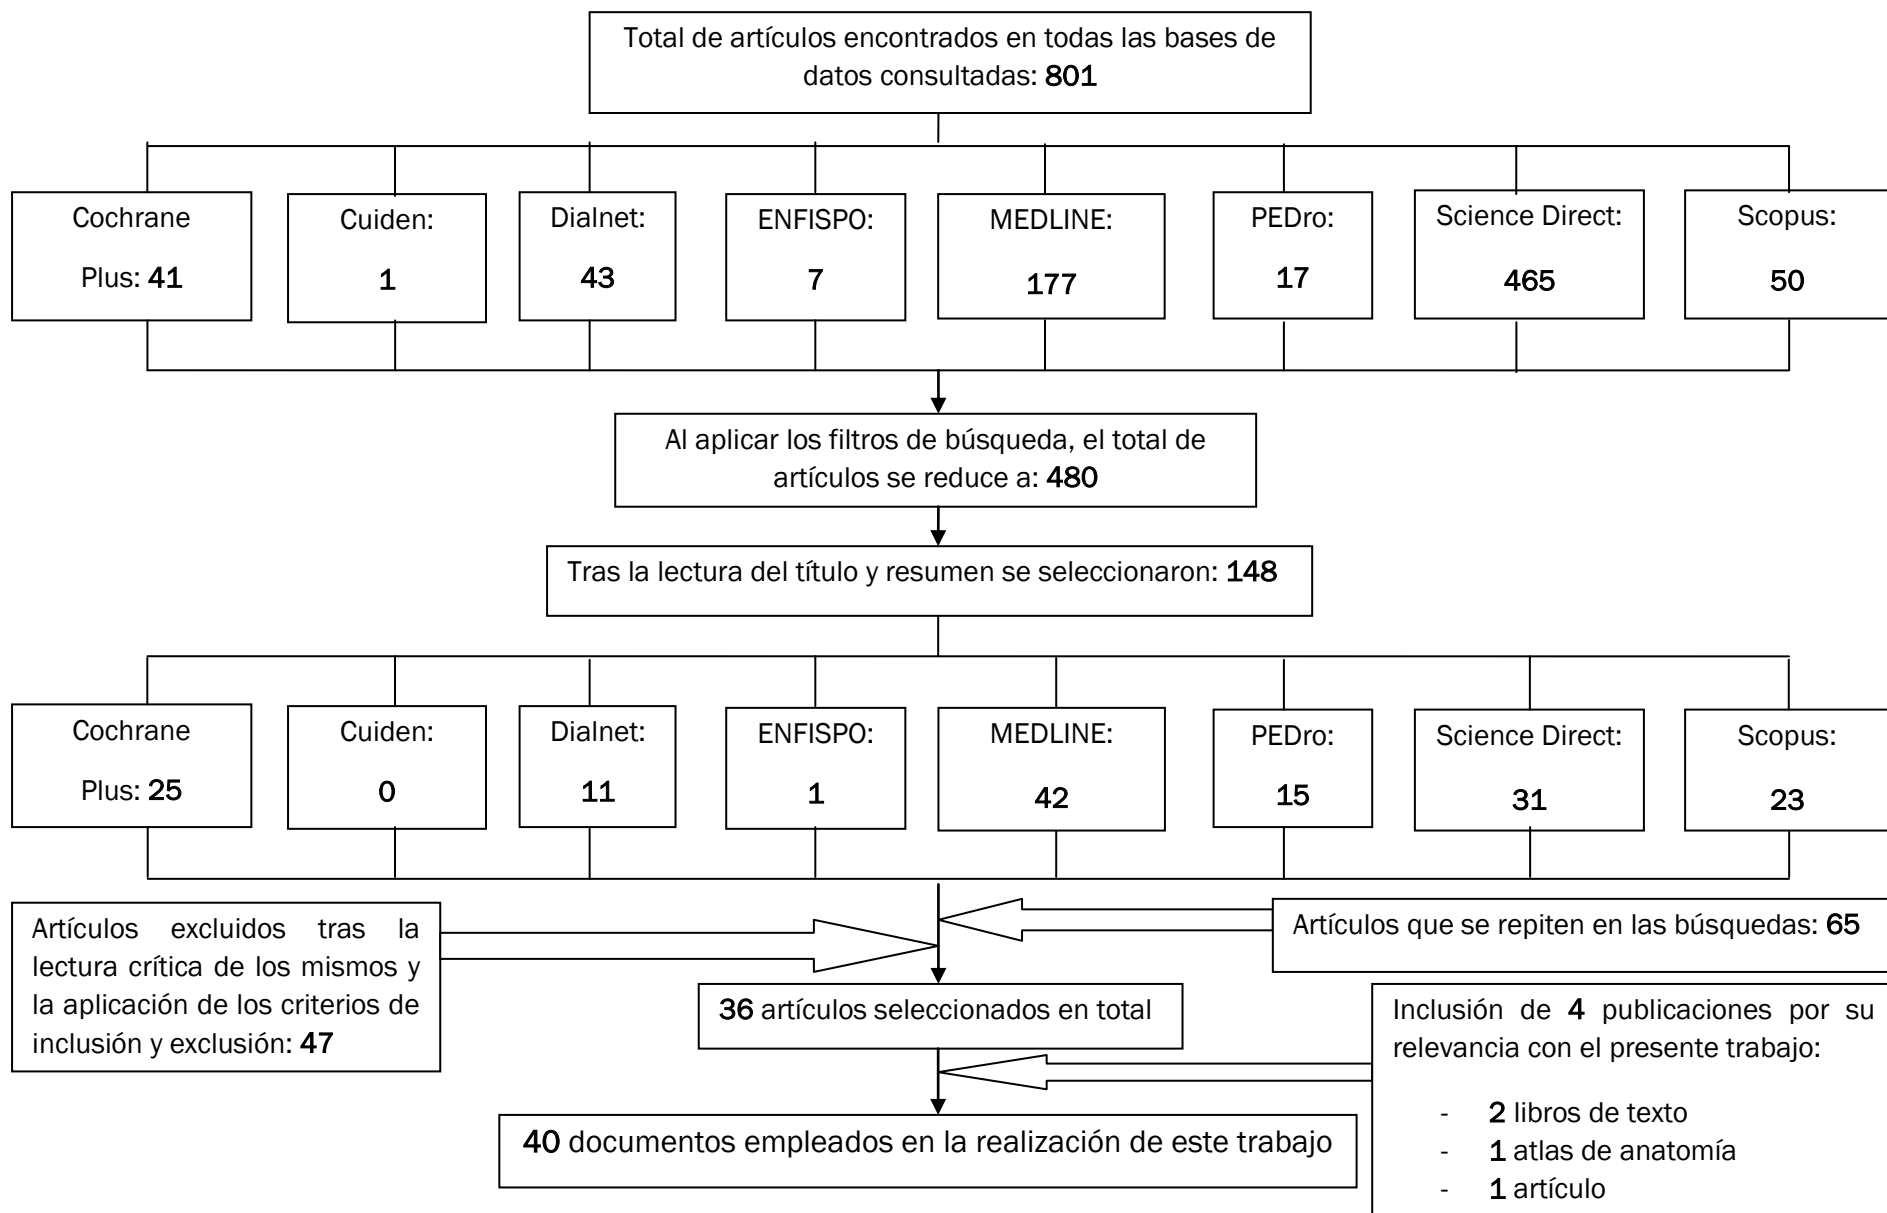 Total de artículos encontrados en todas las bases de
datos consultadas: 801
Cochrane
Plus: 41
Cuiden:
1
Dialnet:
43
ENFISPO:
7
MEDLINE:
177
PEDro:
17
Science Direct:
465
Scopus:
50
Al aplicar los filtros de búsqueda, el total de
artículos se reduce a: 480
Tras la lectura del título y resumen se seleccionaron: 148
Cochrane
Plus: 25
Cuiden:
0
Dialnet:
11
ENFISPO:
1
MEDLINE:
42
PEDro:
15
Science Direct:
31
Scopus:
23
Artículos excluidos tras la
lectura crítica de los mismos y
la aplicación de los criterios de
inclusión y exclusión: 47
Artículos que se repiten en las búsquedas: 65
36 artículos seleccionados en total
Inclusión de 4 publicaciones por su
relevancia con el presente trabajo:
- 2 libros de texto
- 1 atlas de anatomía
- 1 artículo
40 documentos empleados en la realización de este trabajo